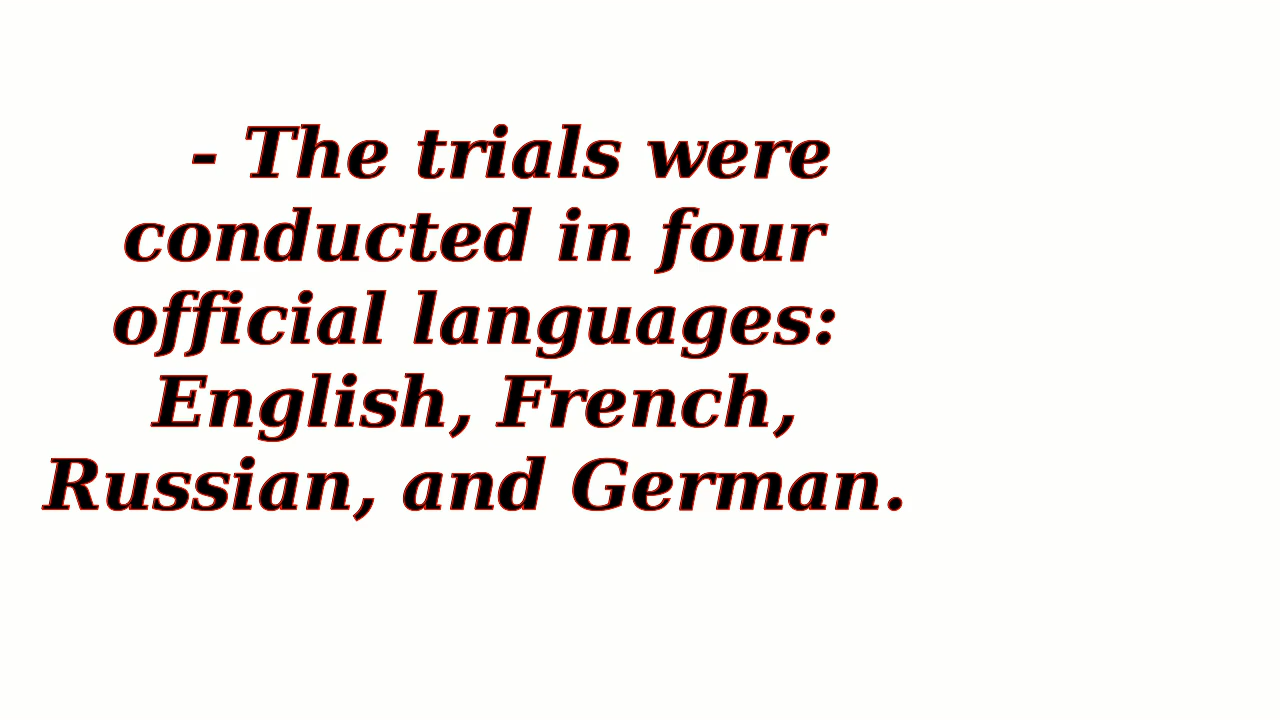 - The trials were
conducted in four
official languages:
English, French,
Russian, and German.